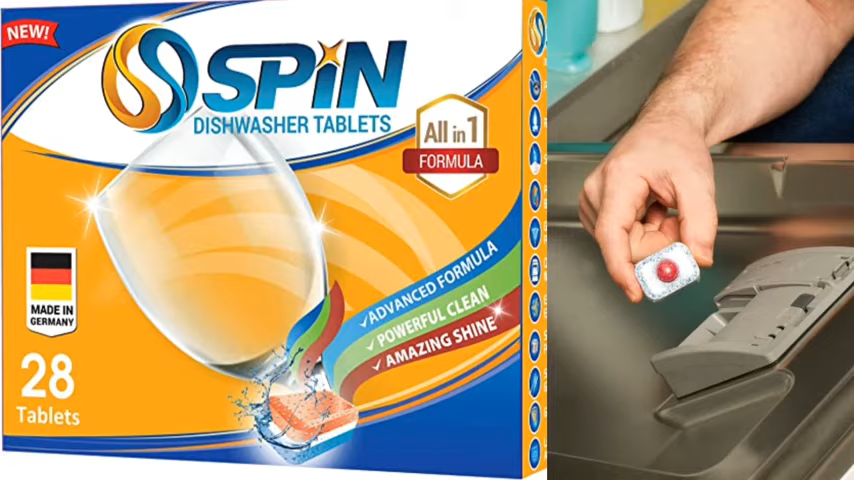 NEW!
SPiN
DISHWASHER TABLETS
All in 1
FORMULA
MADE IN
GERMANY
✓ADVANCED FORMULA
✓ POWERFUL CLEAN
✓ AMAZING SHINE
28
Tablets